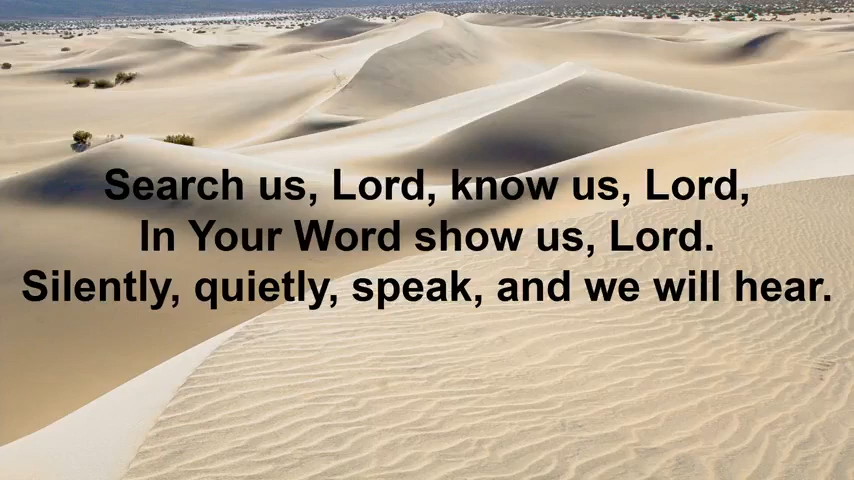 Search us, Lord, know us, Lord,
In Your Word show us, Lord.
Silently, quietly, speak, and we will hear.